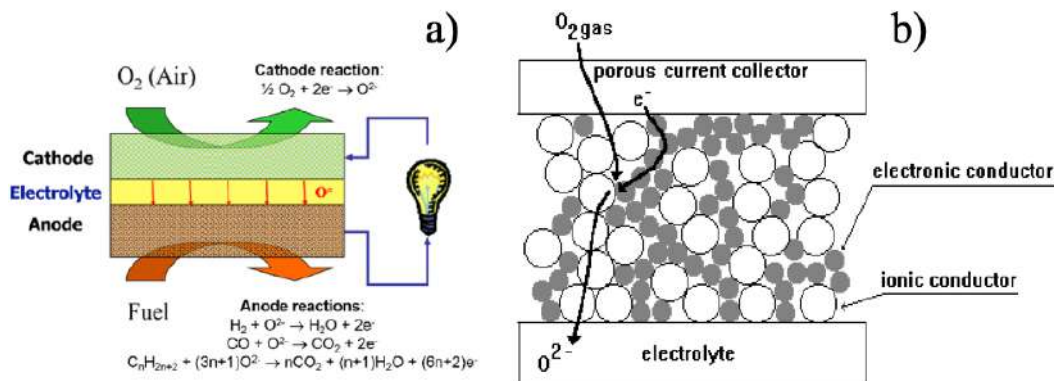 a)
O₂ (Air)
Cathode reaction:
½ O₂ + 2e⁻ → O²⁻
Cathode
Electrolyte
O⁼
Anode
Fuel
Anode reactions:
H₂ + O²⁻ → H₂O + 2e⁻
CO + O²⁻ → CO₂ + 2e⁻
CₙH₂ₙ₊₂ + (3n+1)O²⁻ → nCO₂ + (n+1)H₂O + (6n+2)e⁻
b)
O₂gas
porous current collector
e⁻
electronic conductor
ionic conductor
O²⁻
electrolyte